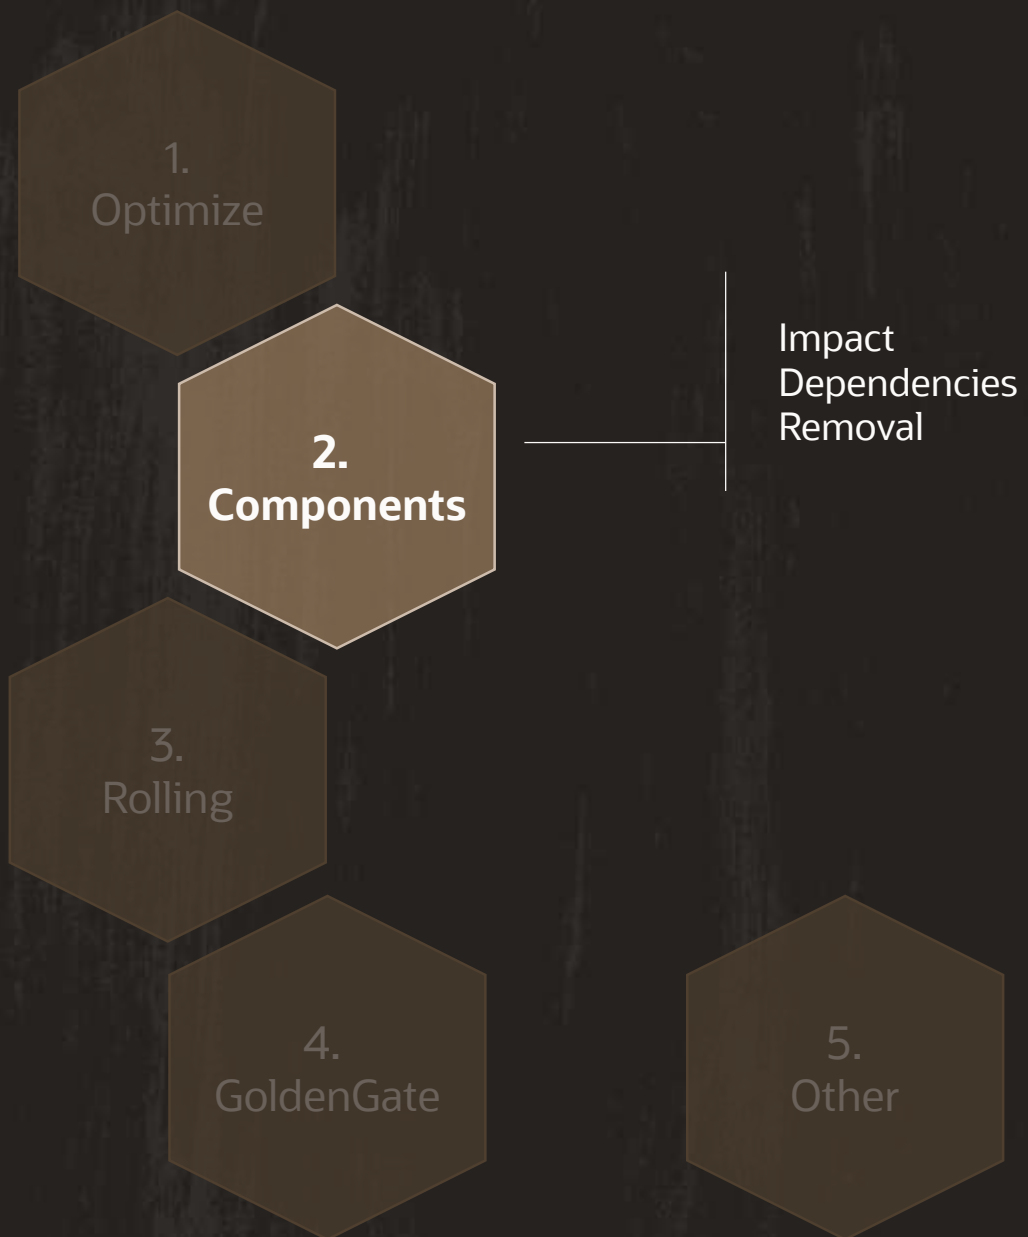 1.
Optimize
2.
Components
Impact
Dependencies
Removal
3.
Rolling
4.
GoldenGate
5.
Other